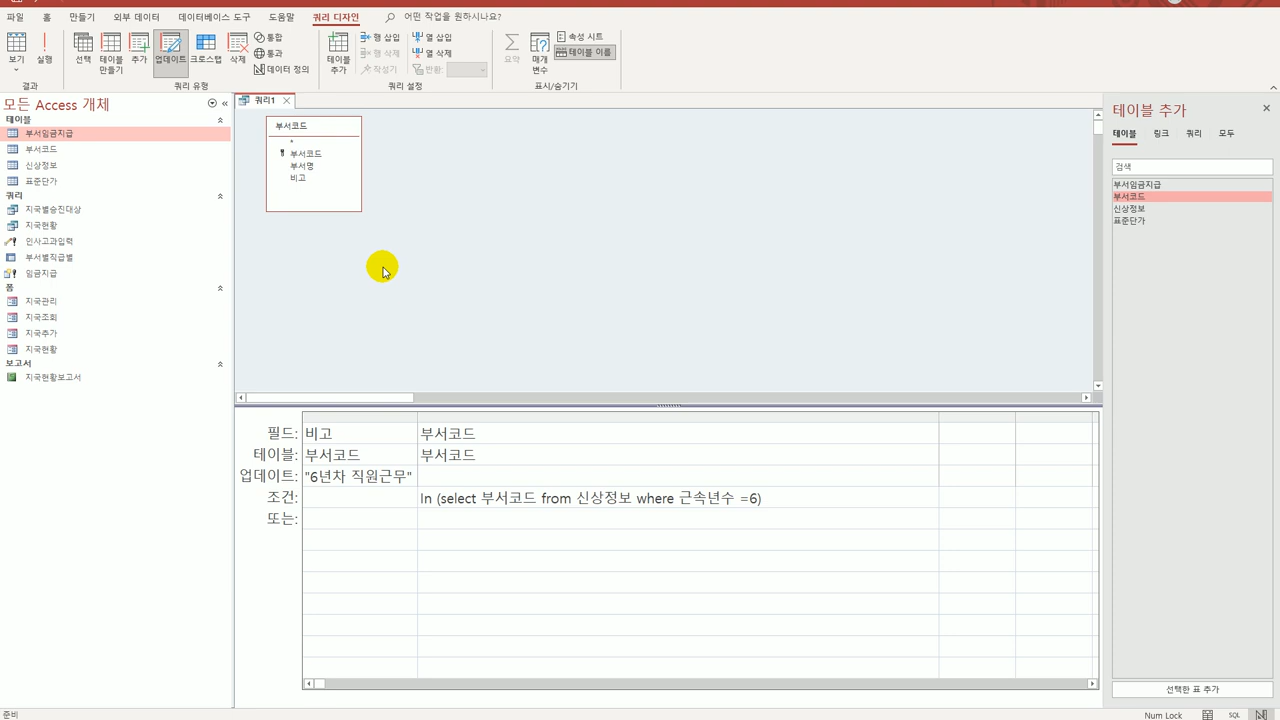 파일 홈 만들기 외부 데이터 데이터베이스 도구 도움말 쿼리 디자인 어떤 작업을 원하시나요?
보기 실행 선택 테이블 만들기 추가 업데이트 크로스탭 삭제 통합 통과 데이터 정의 테이블 추가 행 삽입 행 삭제 작성기 열 삽입 열 삭제 반환: 요약 매개 변수 속성 시트 테이블 이름
결과 쿼리 유형 쿼리 설정 표시/숨기기
모든 Access 개체
테이블
부서임금지급
부서코드
신상정보
표준단가
쿼리
지국별승진대상
지국현황
인사고과입력
부서별직급별
임금지급
폼
지국관리
지국조회
지국추가
지국현황
보고서
지국현황보고서
쿼리1
부서코드
*
부서코드
부서명
비고
필드: 비고 부서코드
테이블: 부서코드 부서코드
업데이트: "6년차 직원근무"
조건: In (select 부서코드 from 신상정보 where 근속년수 =6)
또는:
테이블 추가
테이블 링크 쿼리 모두
검색
부서임금지급
부서코드
신상정보
표준단가
선택한 표 추가
준비 Num Lock SQL